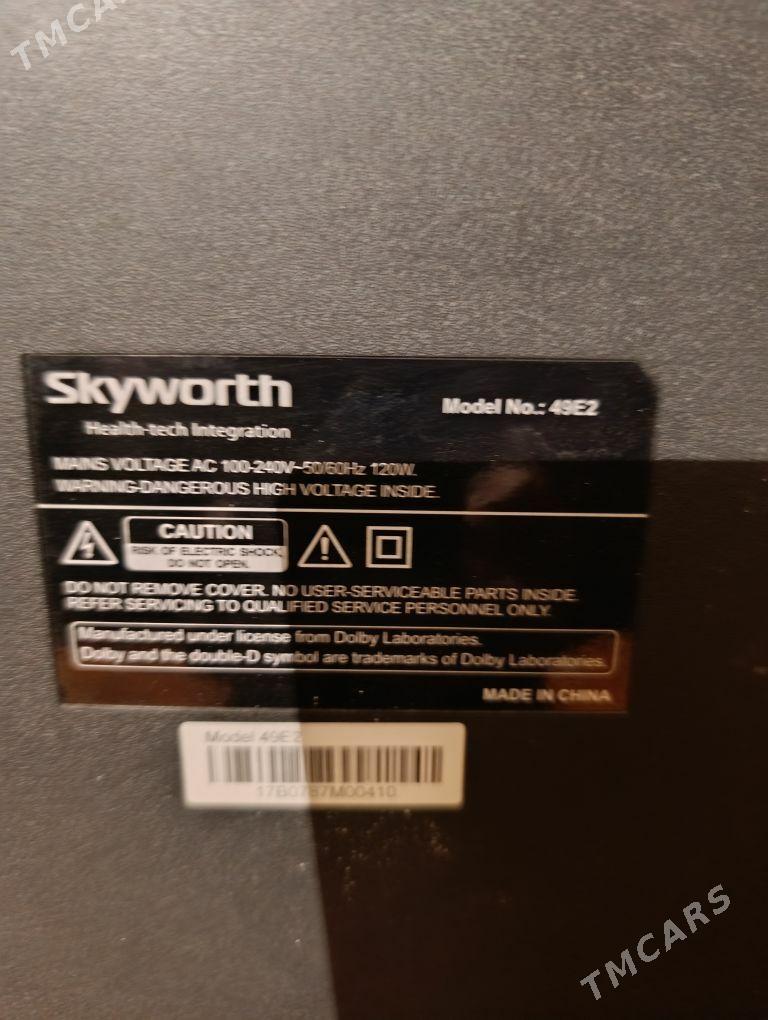 TMCARS
Skyworth
Health-tech Integration
Model No.: 49E2
MAINS VOLTAGE AC 100-240V~50/60Hz 120W.
WARNING-DANGEROUS HIGH VOLTAGE INSIDE.
CAUTION
RISK OF ELECTRIC SHOCK
DO NOT OPEN.
DO NOT REMOVE COVER. NO USER-SERVICEABLE PARTS INSIDE.
REFER SERVICING TO QUALIFIED SERVICE PERSONNEL ONLY.
Manufactured under license from Dolby Laboratories.
Dolby and the double-D symbol are trademarks of Dolby Laboratories.
MADE IN CHINA
Model 49E2
17B0787M00410
TMCARS